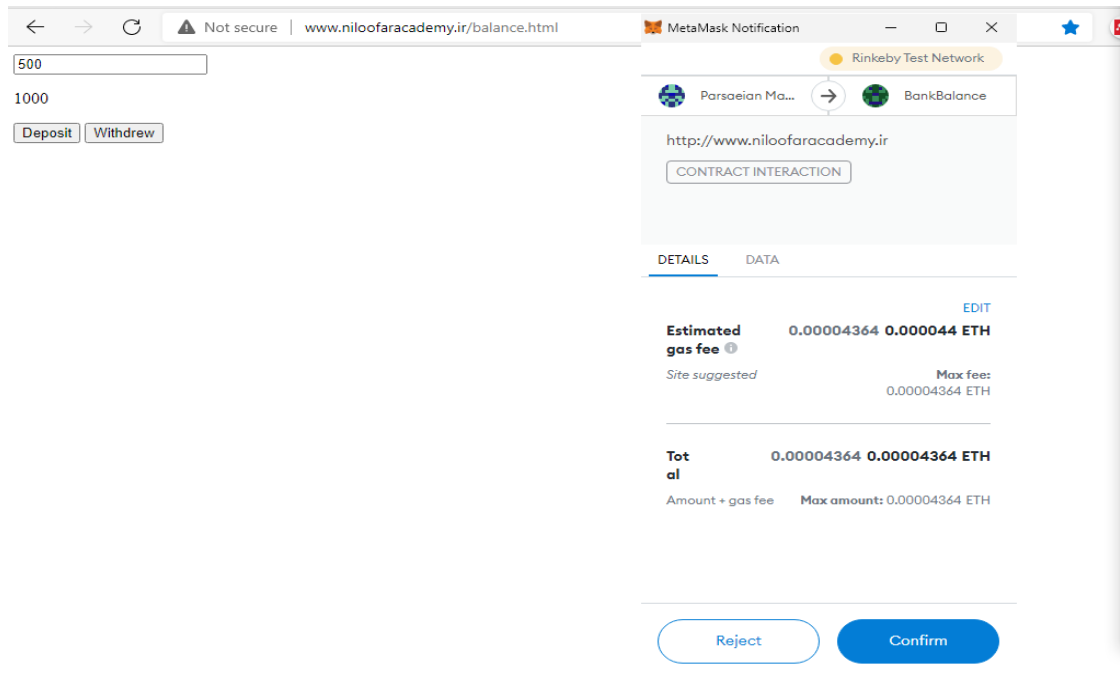 Not secure | www.niloofaracademy.ir/balance.html
500
1000
Deposit Withdrew
MetaMask Notification
Rinkeby Test Network
Parsaeian Ma... BankBalance
http://www.niloofaracademy.ir
CONTRACT INTERACTION
DETAILS DATA
EDIT
Estimated 0.00004364 0.000044 ETH
gas fee
Site suggested Max fee:
0.00004364 ETH
Tot 0.00004364 0.00004364 ETH
al
Amount + gas fee Max amount: 0.00004364 ETH
Reject Confirm